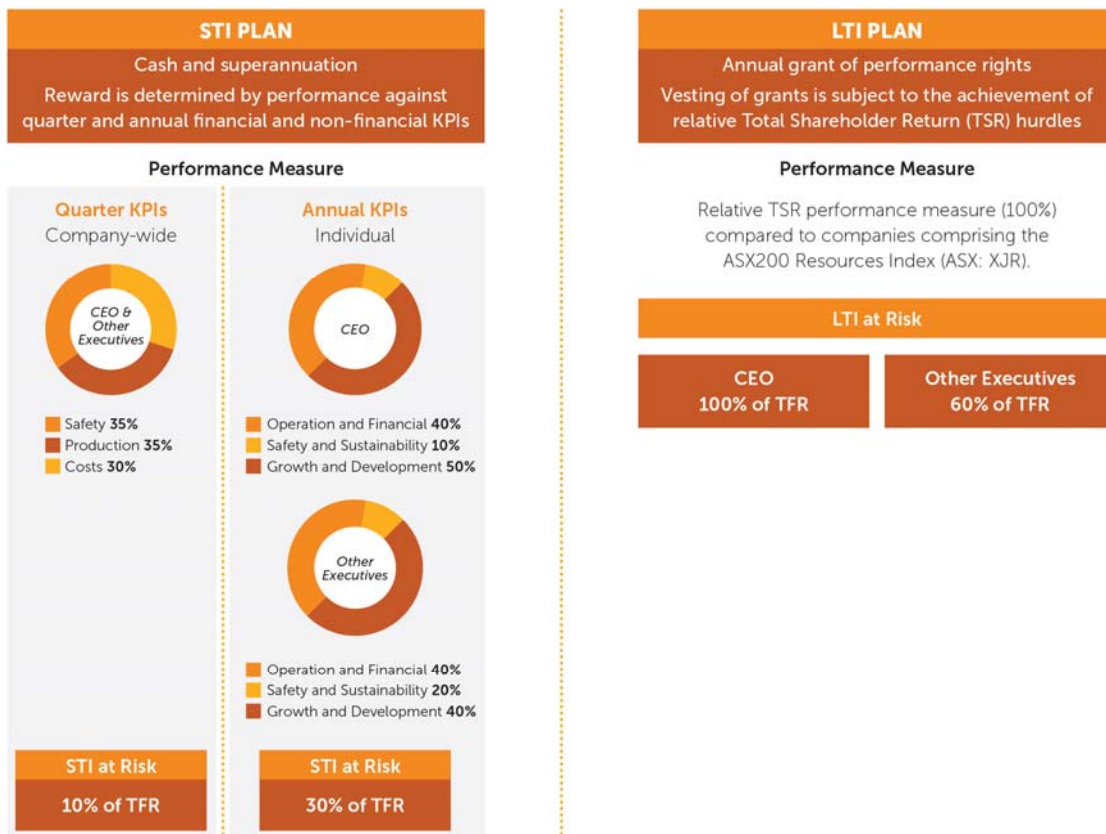 STI PLAN
Cash and superannuation
Reward is determined by performance against
quarter and annual financial and non-financial KPIs
Performance Measure
Quarter KPIs
Company-wide
CEO &
Other
Executives
Safety 35%
Production 35%
Costs 30%
STI at Risk
10% of TFR
Annual KPIs
Individual
CEO
Operation and Financial 40%
Safety and Sustainability 10%
Growth and Development 50%
Other
Executives
Operation and Financial 40%
Safety and Sustainability 20%
Growth and Development 40%
STI at Risk
30% of TFR
LTI PLAN
Annual grant of performance rights
Vesting of grants is subject to the achievement of
relative Total Shareholder Return (TSR) hurdles
Performance Measure
Relative TSR performance measure (100%)
compared to companies comprising the
ASX200 Resources Index (ASX: XJR).
LTI at Risk
CEO
100% of TFR
Other Executives
60% of TFR